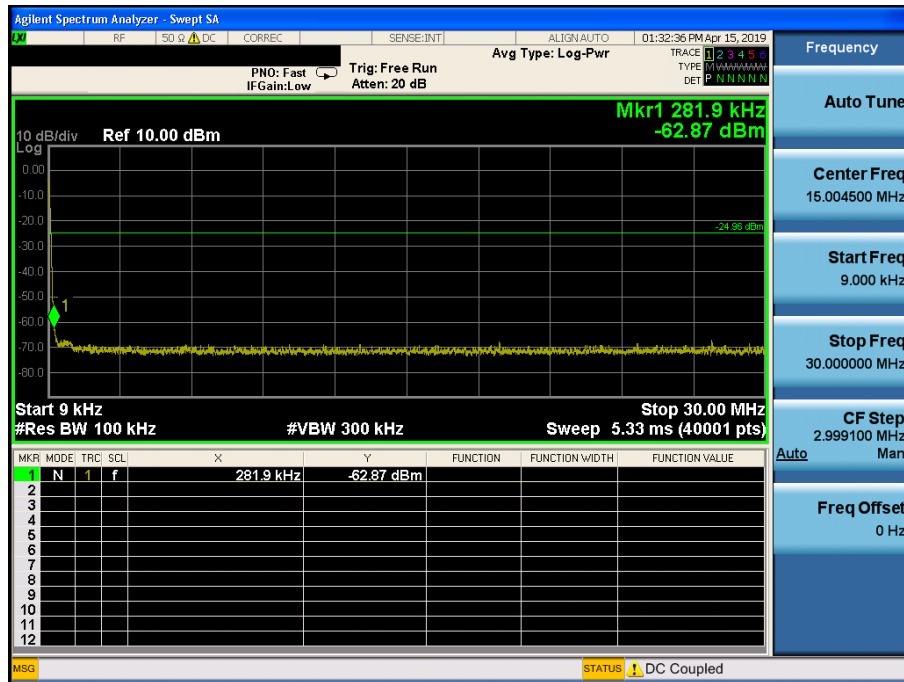 Agilent Spectrum Analyzer - Swept SA
LXI RF 50 Ω DC CORREC SENSE:INT ALIGN AUTO 01:32:36 PM Apr 15, 2019
Avg Type: Log-Pwr TRACE 1 2 3 4 5 6
PNO: Fast Trig: Free Run TYPE M WWWWW
IFGain:Low Atten: 20 dB DET P N N N N N
Mkr1 281.9 kHz
-62.87 dBm
10 dB/div Ref 10.00 dBm
Log
0.00
-10.0
-20.0
-24.96 dBm
-30.0
-40.0
-50.0
1
-60.0
-70.0
-80.0
Start 9 kHz Stop 30.00 MHz
#Res BW 100 kHz #VBW 300 kHz Sweep 5.33 ms (40001 pts)
MKR MODE TRC SCL X Y FUNCTION FUNCTION WIDTH FUNCTION VALUE
1 N 1 f 281.9 kHz -62.87 dBm
2
3
4
5
6
7
8
9
10
11
12
MSG STATUS DC Coupled
Frequency
Auto Tune
Center Freq
15.004500 MHz
Start Freq
9.000 kHz
Stop Freq
30.000000 MHz
CF Step
2.999100 MHz
Auto Man
Freq Offset
0 Hz